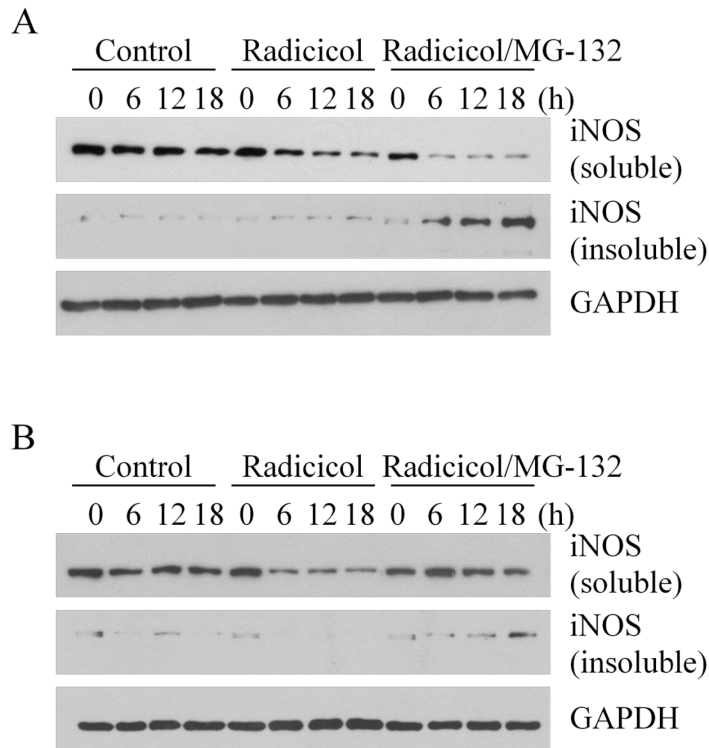 A
Control Radicicol Radicicol/MG-132
0 6 12 18 0 6 12 18 0 6 12 18 (h)
iNOS
(soluble)
iNOS
(insoluble)
GAPDH
B
Control Radicicol Radicicol/MG-132
0 6 12 18 0 6 12 18 0 6 12 18 (h)
iNOS
(soluble)
iNOS
(insoluble)
GAPDH